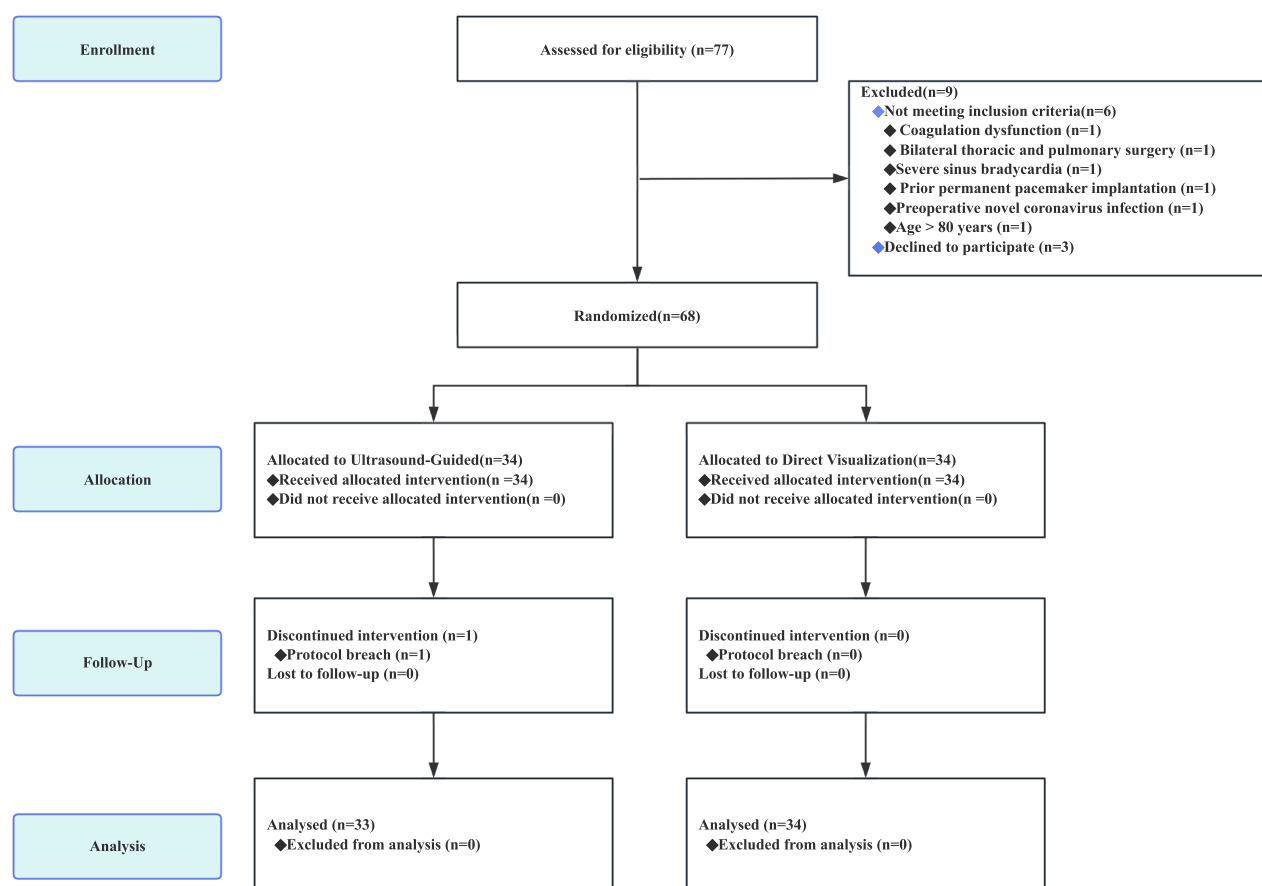 Enrollment
Assessed for eligibility (n=77)
Excluded(n=9)
◆Not meeting inclusion criteria(n=6)
◆ Coagulation dysfunction (n=1)
◆ Bilateral thoracic and pulmonary surgery (n=1)
◆Severe sinus bradycardia (n=1)
◆ Prior permanent pacemaker implantation (n=1)
◆Preoperative novel coronavirus infection (n=1)
◆Age > 80 years (n=1)
◆Declined to participate (n=3)
Randomized(n=68)
Allocation
Allocated to Ultrasound-Guided(n=34)
◆Received allocated intervention(n =34)
◆Did not receive allocated intervention(n =0)
Allocated to Direct Visualization(n=34)
◆Received allocated intervention(n =34)
◆Did not receive allocated intervention(n =0)
Follow-Up
Discontinued intervention (n=1)
◆Protocol breach (n=1)
Lost to follow-up (n=0)
Discontinued intervention (n=0)
◆Protocol breach (n=0)
Lost to follow-up (n=0)
Analysis
Analysed (n=33)
◆Excluded from analysis (n=0)
Analysed (n=34)
◆Excluded from analysis (n=0)